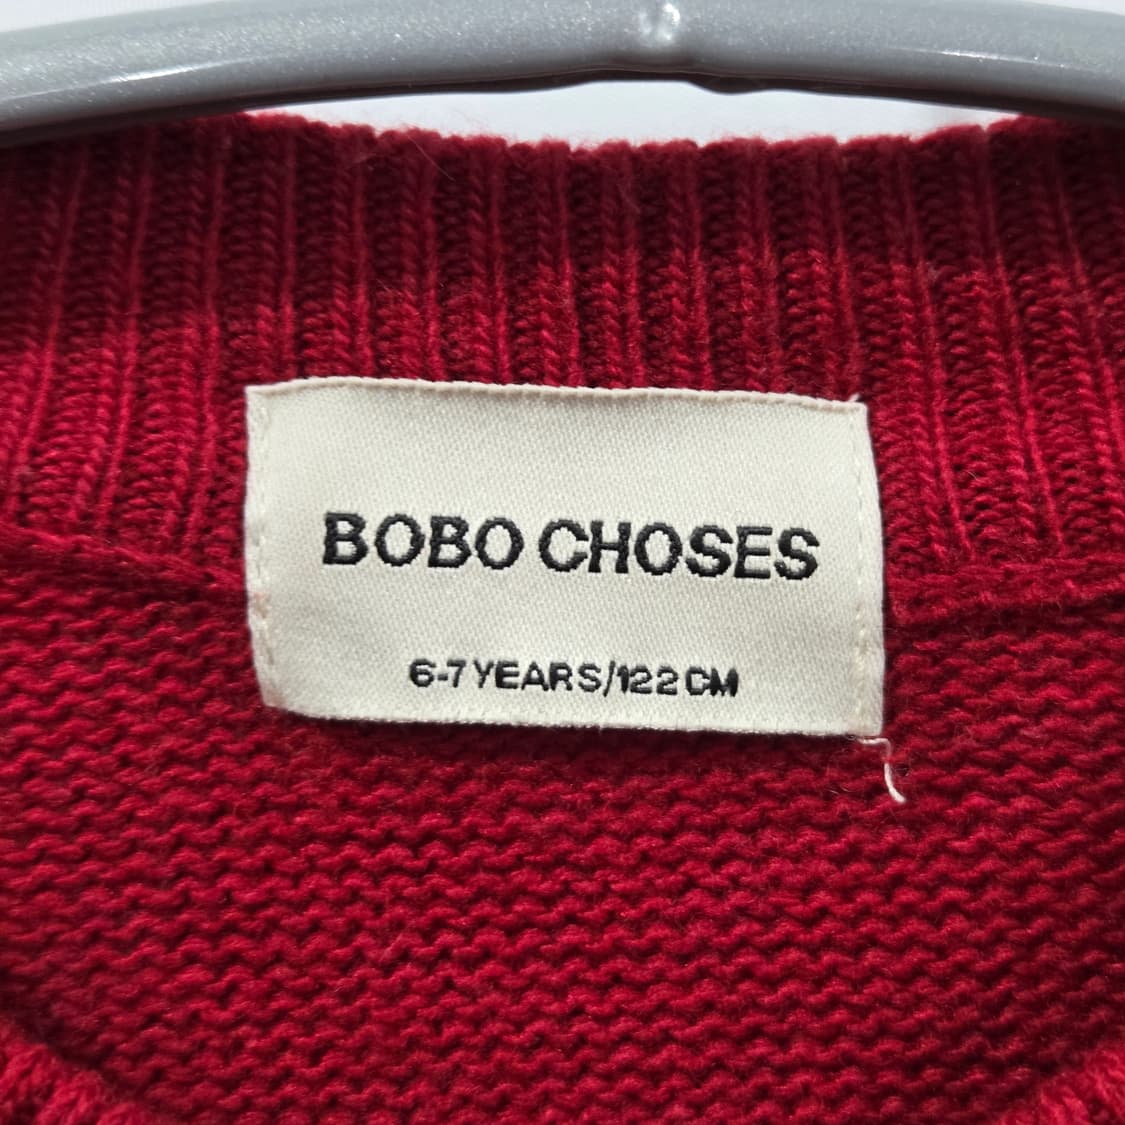 BOBO CHOSES
6-7 YEARS/122 CM